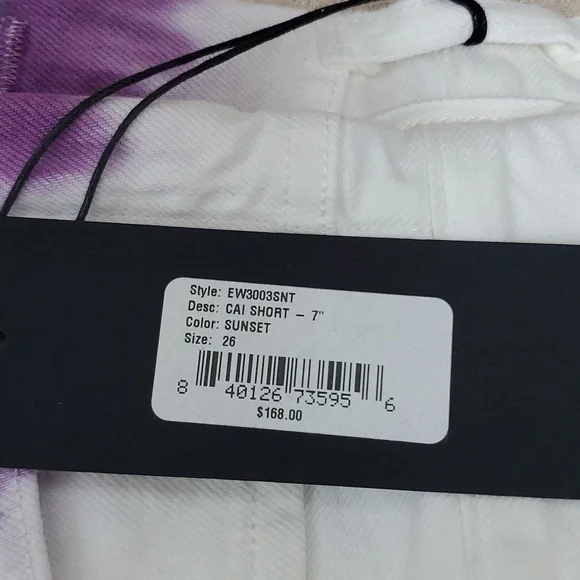 Style: EW3003SNT
Desc: CAI SHORT – 7"
Color: SUNSET
Size: 26
8 40126 73595 6
$168.00